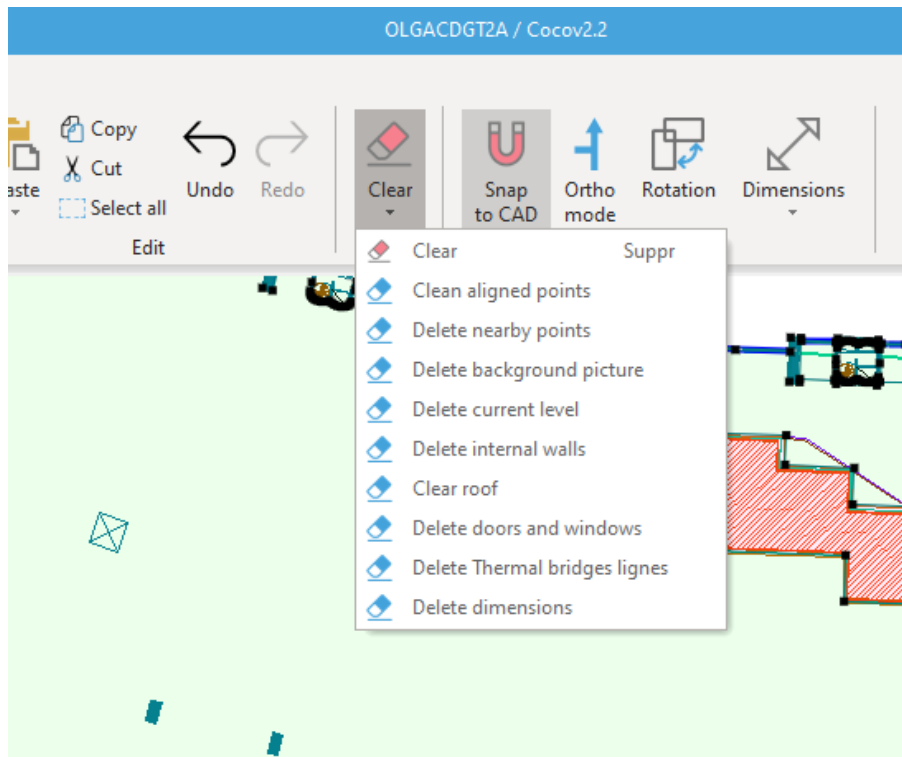 OLGACDGT2A / Cocov2.2
Copy
Cut
Select all
Undo
Redo
Edit
Clear
Snap
to CAD
Ortho
mode
Rotation
Dimensions
Clear Suppr
Clean aligned points
Delete nearby points
Delete background picture
Delete current level
Delete internal walls
Clear roof
Delete doors and windows
Delete Thermal bridges lignes
Delete dimensions